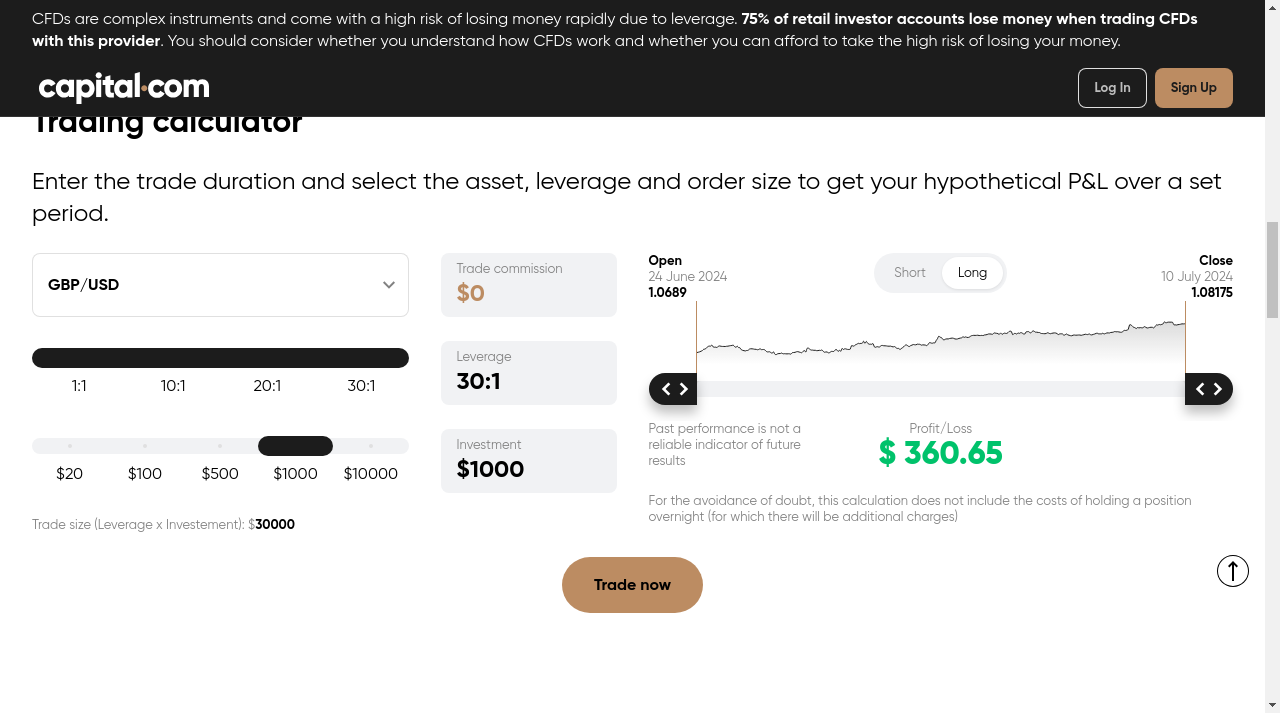 CFDs are complex instruments and come with a high risk of losing money rapidly due to leverage. 75% of retail investor accounts lose money when trading CFDs
with this provider. You should consider whether you understand how CFDs work and whether you can afford to take the high risk of losing your money.
capital.com
Log In
Sign Up
Trading calculator
Enter the trade duration and select the asset, leverage and order size to get your hypothetical P&L over a set
period.
GBP/USD
1:1 10:1 20:1 30:1
$20 $100 $500 $1000 $10000
Trade size (Leverage x Investement): $30000
Trade commission
$0
Leverage
30:1
Investment
$1000
Open
24 June 2024
1.0689
Short Long
Close
10 July 2024
1.08175
Past performance is not a
reliable indicator of future
results
Profit/Loss
$ 360.65
For the avoidance of doubt, this calculation does not include the costs of holding a position
overnight (for which there will be additional charges)
Trade now